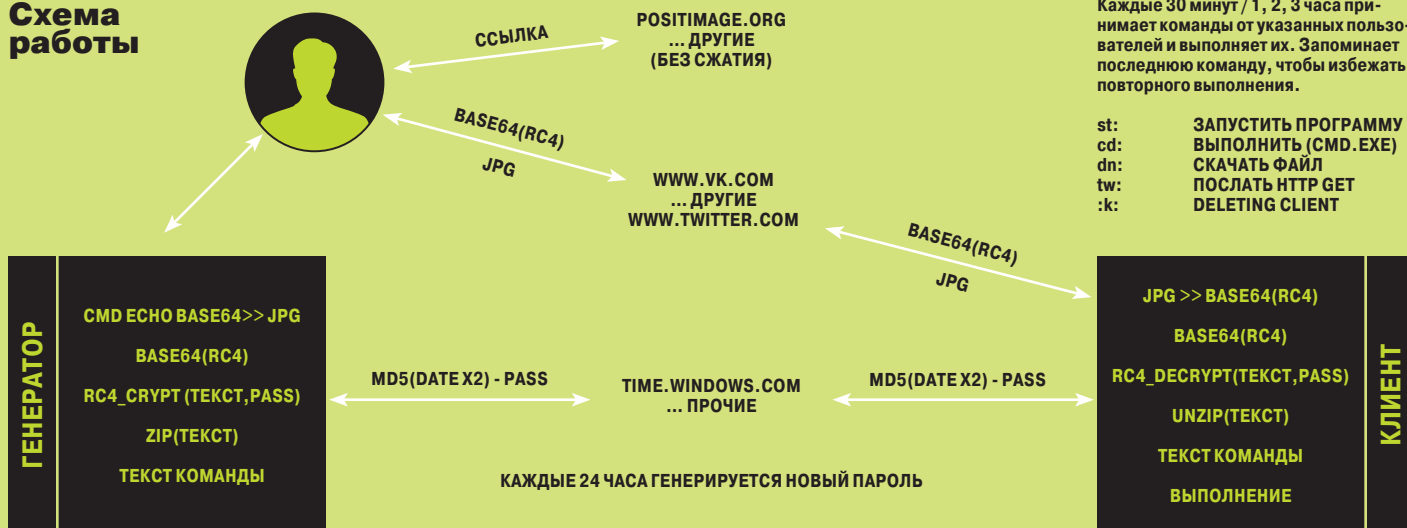 Схема
работы
ССЫЛКА
POSITIMAGE.ORG
... ДРУГИЕ
(БЕЗ СЖАТИЯ)
Каждые 30 минут / 1, 2, 3 часа при-
нимает команды от указанных пользо-
вателей и выполняет их. Запоминает
последнюю команду, чтобы избежать
повторного выполнения.
st: ЗАПУСТИТЬ ПРОГРАММУ
cd: ВЫПОЛНИТЬ (CMD.EXE)
dn: СКАЧАТЬ ФАЙЛ
tw: ПОСЛАТЬ HTTP GET
:k: DELETING CLIENT
BASE64(RC4)
JPG
WWW.VK.COM
... ДРУГИЕ
WWW.TWITTER.COM
BASE64(RC4)
JPG
ГЕНЕРАТОР
CMD ECHO BASE64>> JPG
BASE64(RC4)
RC4_CRYPT (ТЕКСТ,PASS)
ZIP(ТЕКСТ)
ТЕКСТ КОМАНДЫ
MD5(DATE X2) - PASS
TIME.WINDOWS.COM
... ПРОЧИЕ
MD5(DATE X2) - PASS
КАЖДЫЕ 24 ЧАСА ГЕНЕРИРУЕТСЯ НОВЫЙ ПАРОЛЬ
JPG >> BASE64(RC4)
BASE64(RC4)
RC4_DECRYPT(ТЕКСТ,PASS)
UNZIP(ТЕКСТ)
ТЕКСТ КОМАНДЫ
ВЫПОЛНЕНИЕ
КЛИЕНТ